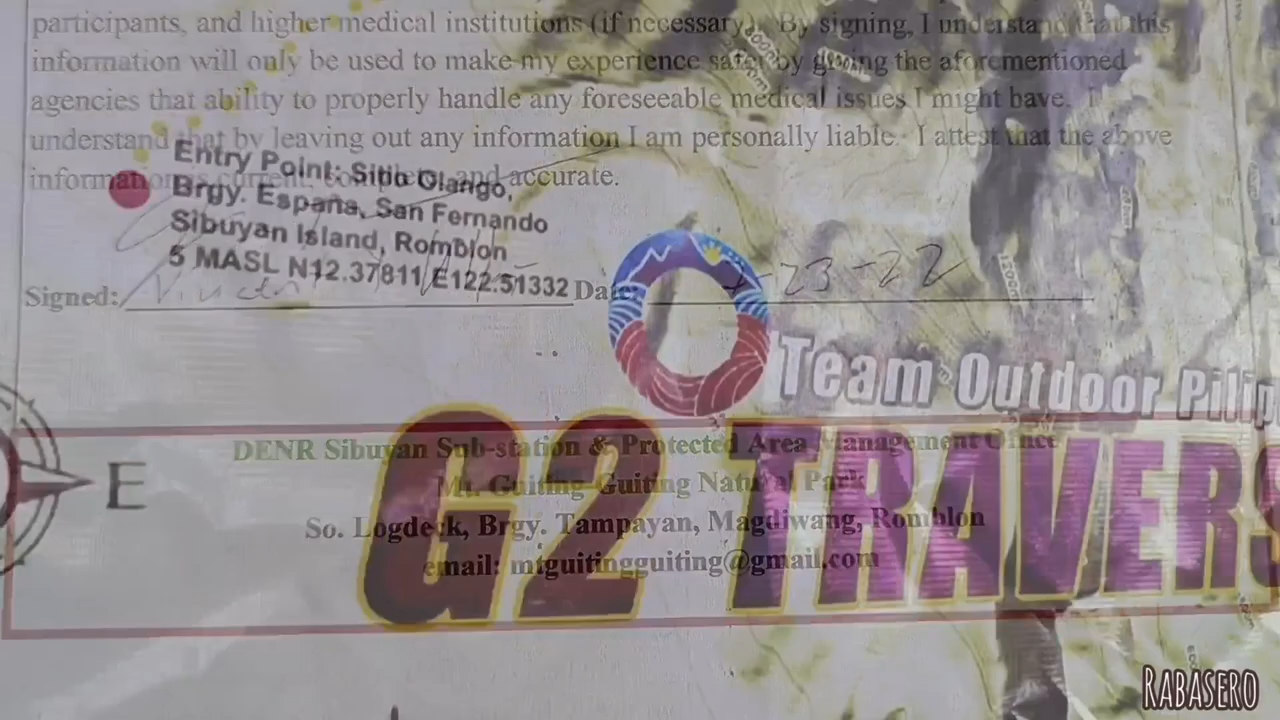 participants, and higher medical institutions (if necessary). By signing, I understand that this
information will only be used to make my experience safer by giving the aforementioned
agencies that ability to properly handle any foreseeable medical issues I might have. I
understand that by leaving out any information I am personally liable. I attest that the above
information is current, complete, and accurate.
Entry Point: Sitio Olango,
Brgy. España, San Fernando
Sibuyan Island, Romblon
5 MASL N12.37811 E122.51332
Signed: Date: -23-22
Team Outdoor Pilip
G2 TRAVERS
DENR Sibuyan Sub-station & Protected Area Management Office
Mt. Guiting-Guiting Natural Park
So. Logdeck, Brgy. Tampayan, Magdiwang, Romblon
email: mtguitingguiting@gmail.com
E
1200m
RABASERO